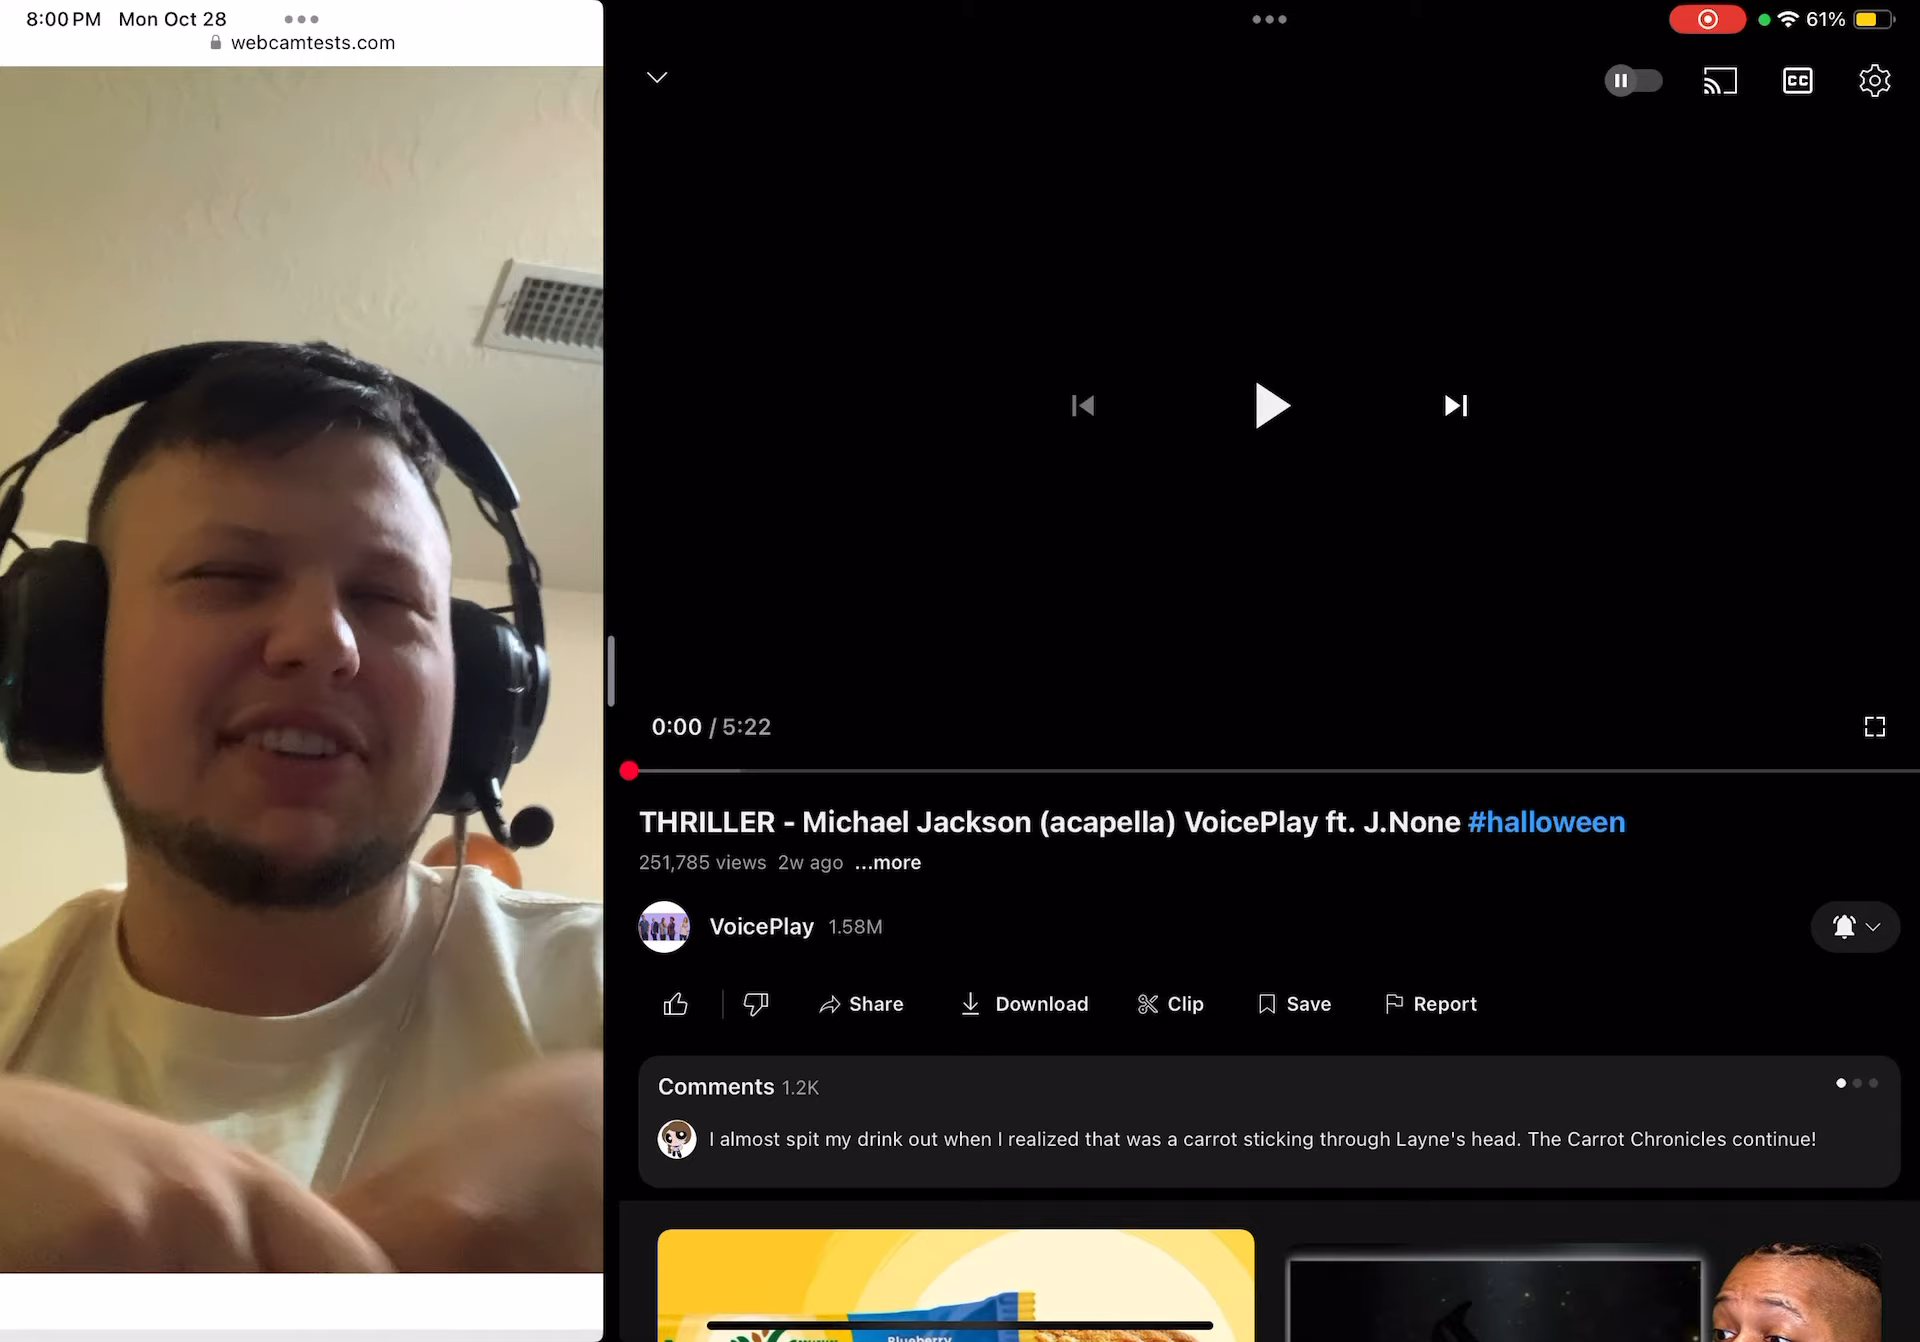 8:00 PM Mon Oct 28
webcamtests.com
61%
CC
0:00 / 5:22
THRILLER - Michael Jackson (acapella) VoicePlay ft. J.None #halloween
251,785 views 2w ago ...more
VoicePlay 1.58M
Share Download Clip Save Report
Comments 1.2K
I almost spit my drink out when I realized that was a carrot sticking through Layne's head. The Carrot Chronicles continue!
Blueberry